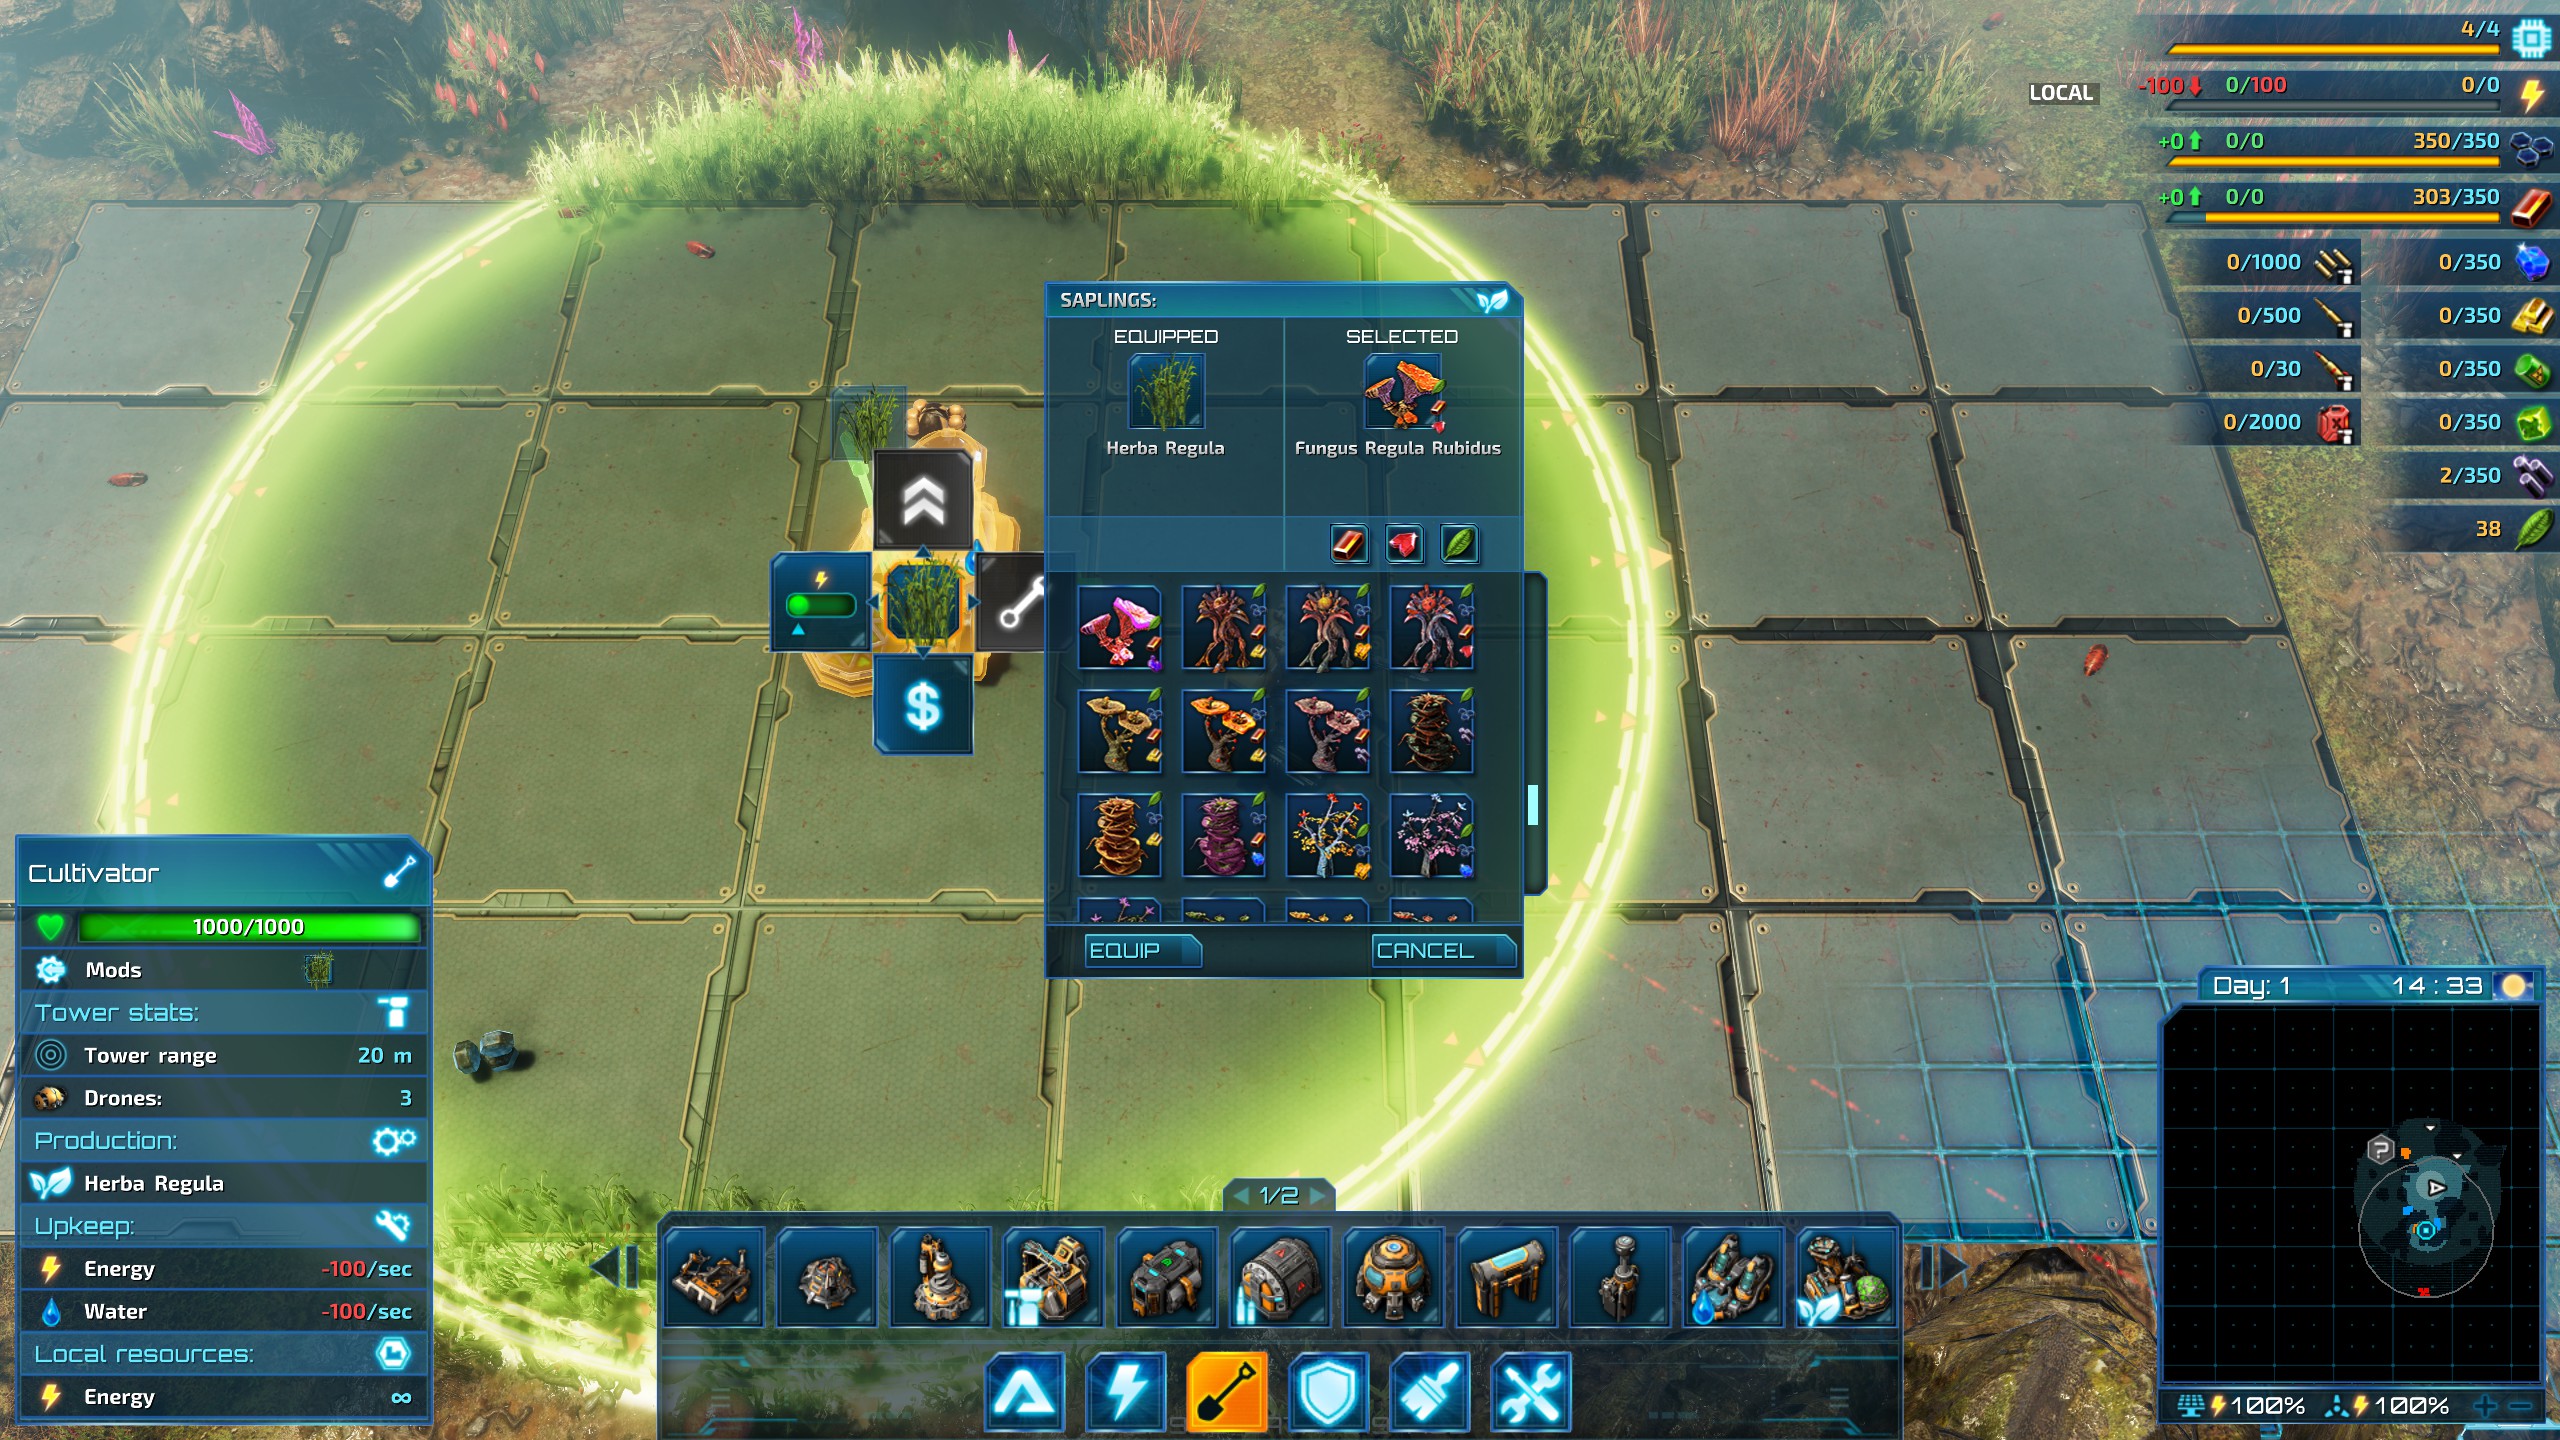 4/4
LOCAL
-100 0/100 0/0
+0 0/0 350/350
+0 0/0 303/350
0/1000 0/350
0/500 0/350
0/30 0/350
0/2000 0/350
2/350
38
SAPLINGS:
EQUIPPED
SELECTED
Herba Regula
Fungus Regula Rubidus
$
EQUIP
CANCEL
Cultivator
1000/1000
Mods
Tower stats:
Tower range 20 m
Drones: 3
Production:
Herba Regula
Upkeep:
Energy -100/sec
Water -100/sec
Local resources:
Energy ∞
1/2
Day: 1 14:33
?
100% 100%